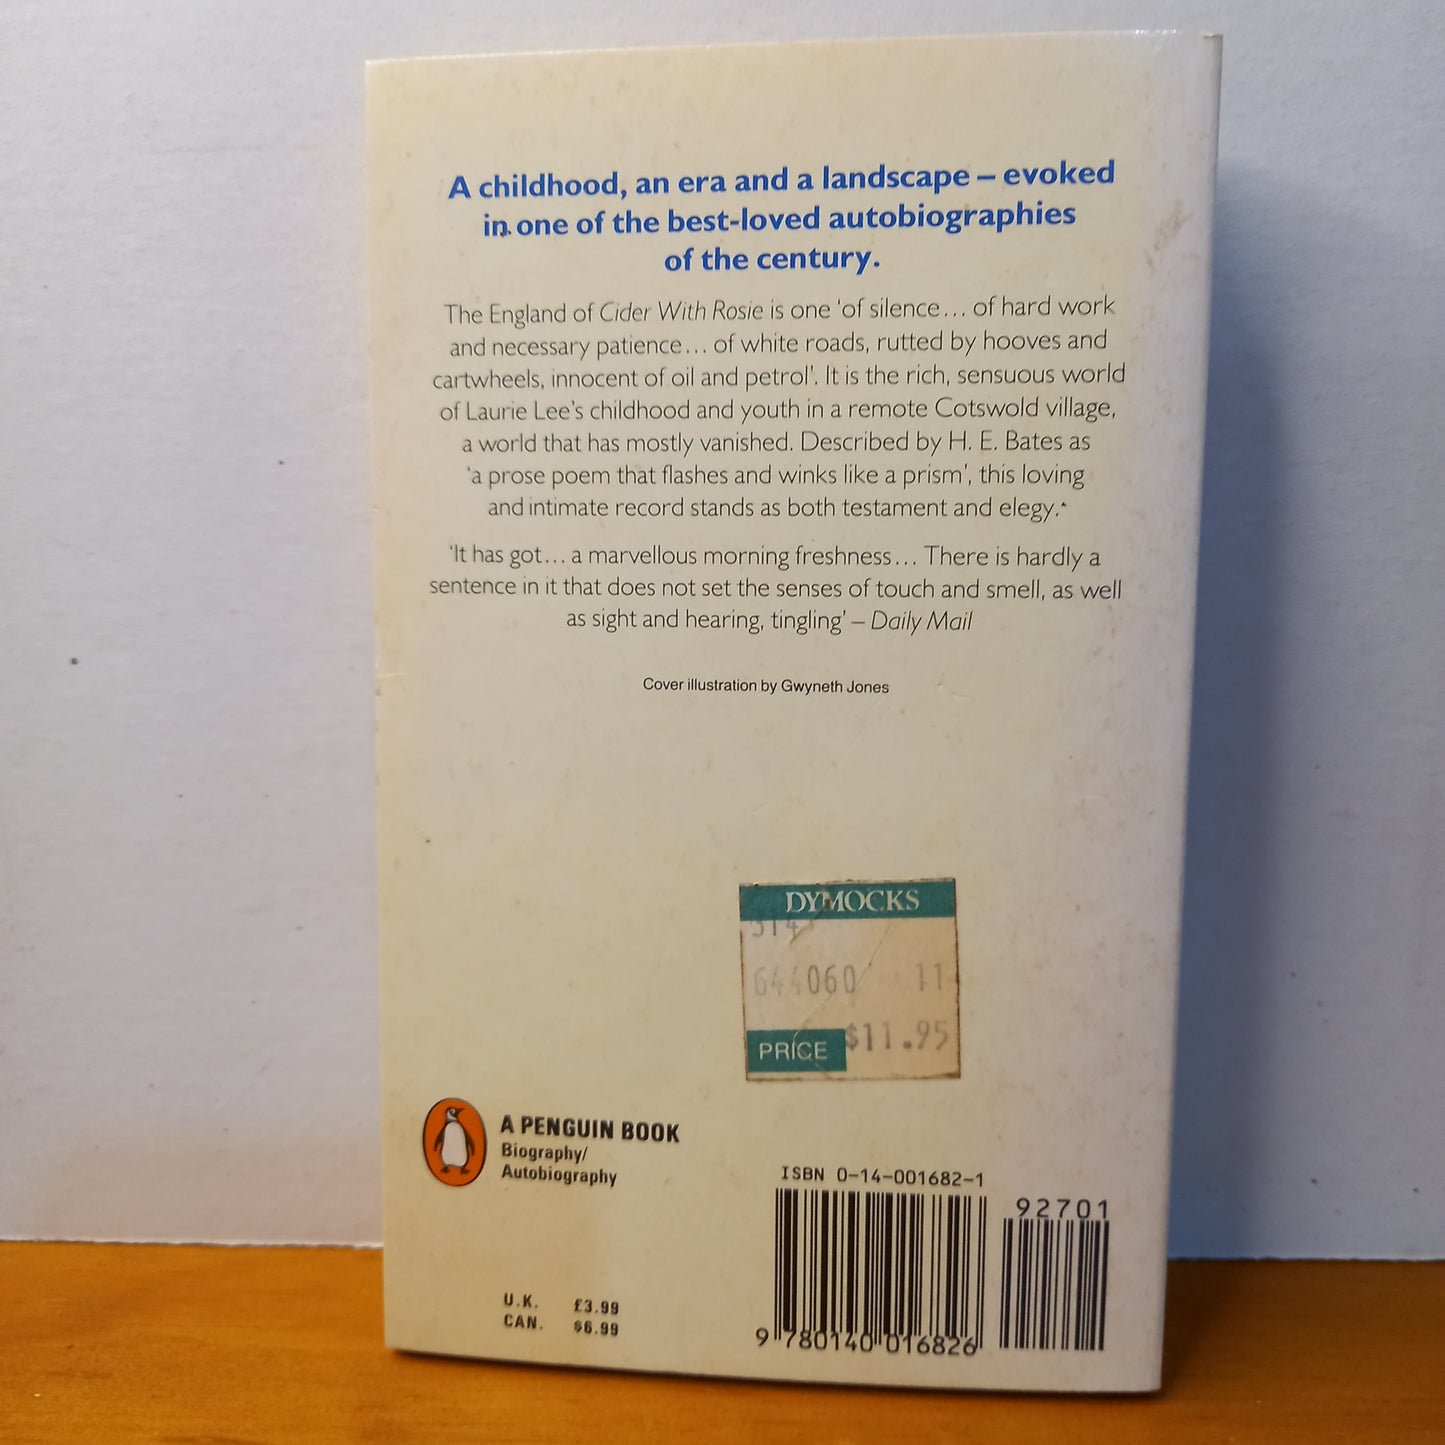 A childhood, an era and a landscape – evoked
in one of the best-loved autobiographies
of the century.
The England of Cider With Rosie is one ‘of silence... of hard work
and necessary patience... of white roads, rutted by hooves and
cartwheels, innocent of oil and petrol’. It is the rich, sensuous world
of Laurie Lee’s childhood and youth in a remote Cotswold village,
a world that has mostly vanished. Described by H. E. Bates as
‘a prose poem that flashes and winks like a prism’, this loving
and intimate record stands as both testament and elegy.
‘It has got... a marvellous morning freshness... There is hardly a
sentence in it that does not set the senses of touch and smell, as well
as sight and hearing, tingling’ – Daily Mail
Cover illustration by Gwyneth Jones
DYMOCKS
314
644060 11
PRICE $11.95
A PENGUIN BOOK
Biography/
Autobiography
ISBN 0-14-001682-1
92701
U.K. £3.99
CAN. $6.99
9 780140 016826